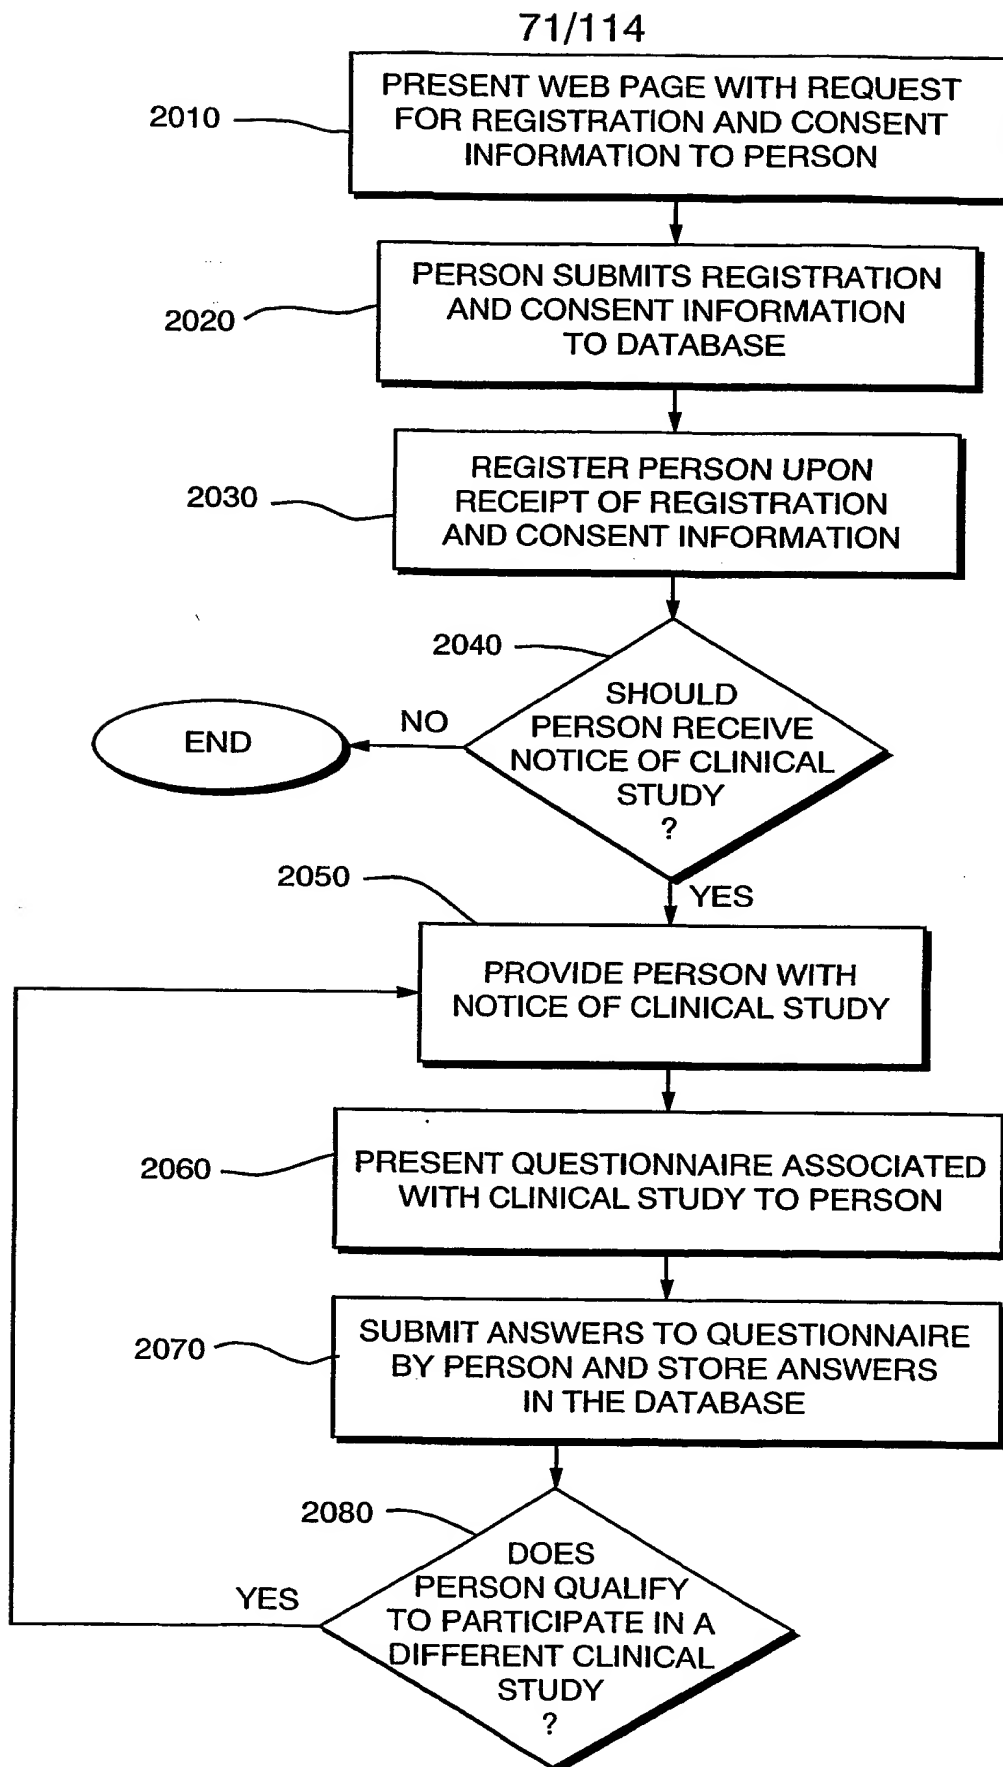 71/114
PRESENT WEB PAGE WITH REQUEST
FOR REGISTRATION AND CONSENT
INFORMATION TO PERSON
2010
PERSON SUBMITS REGISTRATION
AND CONSENT INFORMATION
TO DATABASE
2020
REGISTER PERSON UPON
RECEIPT OF REGISTRATION
AND CONSENT INFORMATION
2030
2040
SHOULD
PERSON RECEIVE
NOTICE OF CLINICAL
STUDY
?
NO
END
YES
2050
PROVIDE PERSON WITH
NOTICE OF CLINICAL STUDY
2060
PRESENT QUESTIONNAIRE ASSOCIATED
WITH CLINICAL STUDY TO PERSON
2070
SUBMIT ANSWERS TO QUESTIONNAIRE
BY PERSON AND STORE ANSWERS
IN THE DATABASE
2080
DOES
PERSON QUALIFY
TO PARTICIPATE IN A
DIFFERENT CLINICAL
STUDY
?
YES